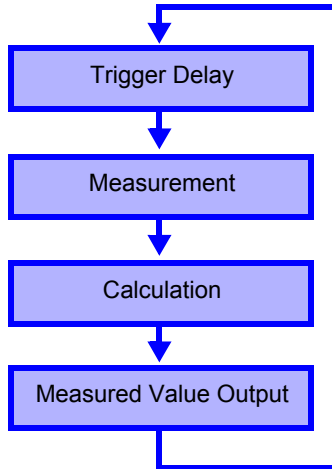 Trigger Delay
Measurement
Calculation
Measured Value Output